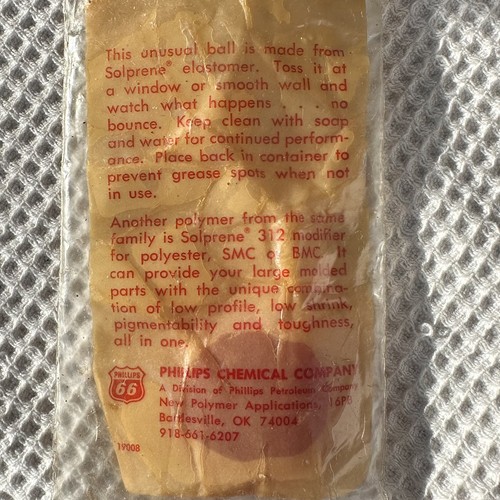 This unusual ball is made from
Solprene® elastomer. Toss it at
a window or smooth wall and
watch what happens . . . no
bounce. Keep clean with soap
and water for continued perform-
ance. Place back in container to
prevent grease spots when not
in use.
Another polymer from the same
family is Solprene® 312 modifier
for polyester, SMC or BMC. It
can provide your large molded
parts with the unique combina-
tion of low profile, low shrink,
pigmentability and toughness,
all in one.
PHILLIPS
66
PHILLIPS CHEMICAL COMPANY
A Division of Phillips Petroleum Company
New Polymer Applications,
Bartlesville, OK 74004
918-661-6207
19008